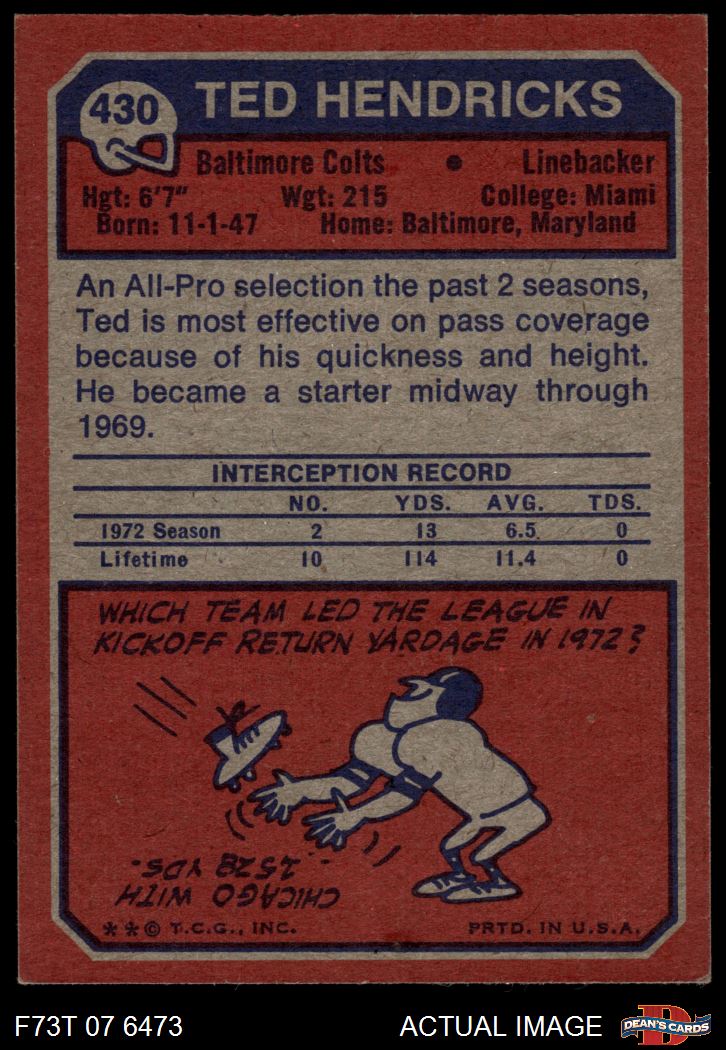 430 TED HENDRICKS
Baltimore Colts • Linebacker
Hgt: 6'7" Wgt: 215 College: Miami
Born: 11-1-47 Home: Baltimore, Maryland
An All-Pro selection the past 2 seasons,
Ted is most effective on pass coverage
because of his quickness and height.
He became a starter midway through
1969.
INTERCEPTION RECORD
NO. YDS. AVG. TDS.
1972 Season 2 13 6.5 0
Lifetime 10 114 11.4 0
WHICH TEAM LED THE LEAGUE IN
KICKOFF RETURN YARDAGE IN 1972?
CHICAGO WITH
1528 YDS.
**© T.C.G., INC. PRTD. IN U.S.A.
F73T 07 6473 ACTUAL IMAGE D DEAN'S CARDS